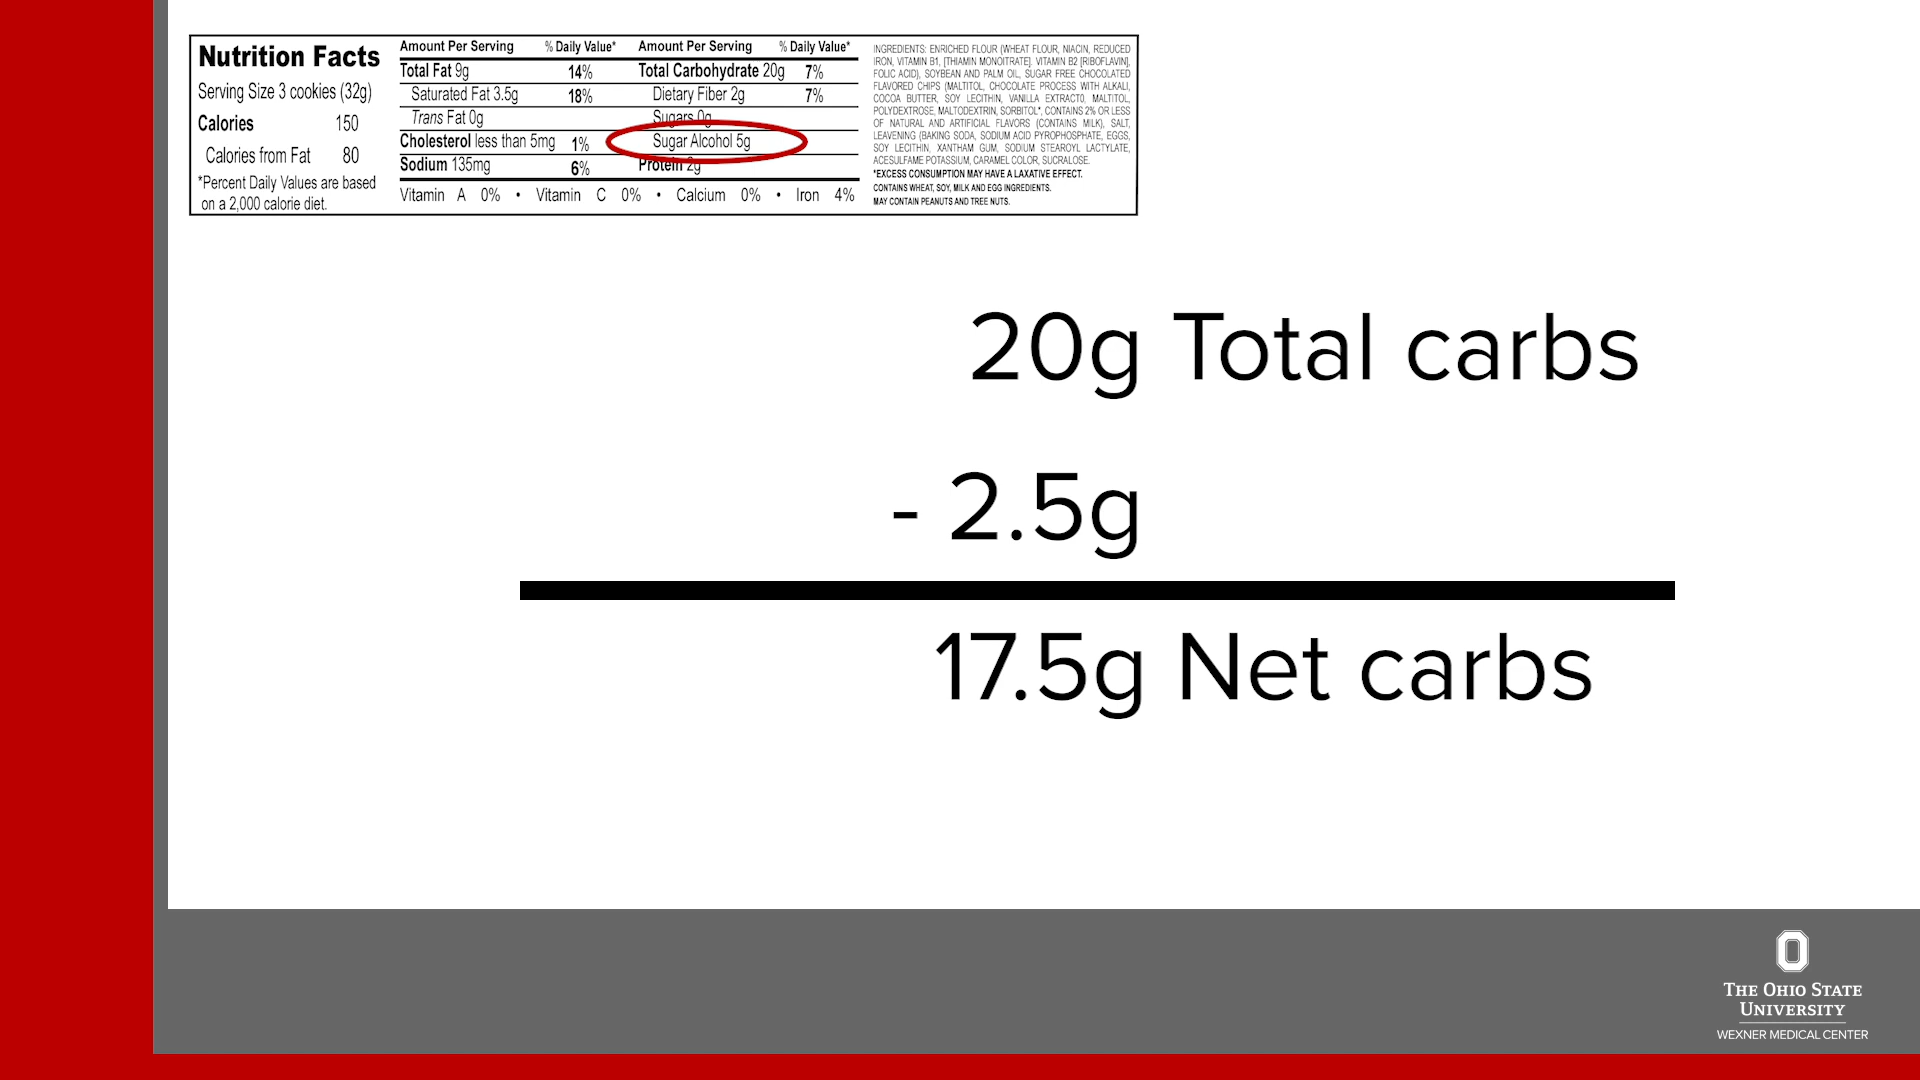 Nutrition Facts
Serving Size 3 cookies (32g)
Calories 150
Calories from Fat 80
*Percent Daily Values are based
on a 2,000 calorie diet.
Amount Per Serving % Daily Value* Amount Per Serving % Daily Value*
Total Fat 9g 14% Total Carbohydrate 20g 7%
Saturated Fat 3.5g 18% Dietary Fiber 2g 7%
Trans Fat 0g Sugars 0g
Cholesterol less than 5mg 1% Sugar Alcohol 5g
Sodium 135mg 6% Protein 2g
Vitamin A 0% • Vitamin C 0% • Calcium 0% • Iron 4%
INGREDIENTS: ENRICHED FLOUR (WHEAT FLOUR, NIACIN, REDUCED
IRON, VITAMIN B1, [THIAMIN MONOITRATE]. VITAMIN B2 [RIBOFLAVIN],
FOLIC ACID), SOYBEAN AND PALM OIL, SUGAR FREE CHOCOLATED
FLAVORED CHIPS (MALTITOL, CHOCOLATE PROCESS WITH ALKALI,
COCOA BUTTER, SOY LECITHIN, VANILLA EXTRACT0, MALTITOL,
POLYDEXTROSE, MALTODEXTRIN, SORBITOL*, CONTAINS 2% OR LESS
OF NATURAL AND ARTIFICIAL FLAVORS (CONTAINS MILK), SALT,
LEAVENING (BAKING SODA, SODIUM ACID PYROPHOSPHATE, EGGS,
SOY LECITHIN, XANTHAM GUM, SODIUM STEAROYL LACTYLATE,
ACESULFAME POTASSIUM, CARAMEL COLOR, SUCRALOSE.
*EXCESS CONSUMPTION MAY HAVE A LAXATIVE EFFECT.
CONTAINS WHEAT, SOY, MILK AND EGG INGREDIENTS.
MAY CONTAIN PEANUTS AND TREE NUTS.
20g Total carbs
- 2.5g
17.5g Net carbs
THE OHIO STATE
UNIVERSITY
WEXNER MEDICAL CENTER